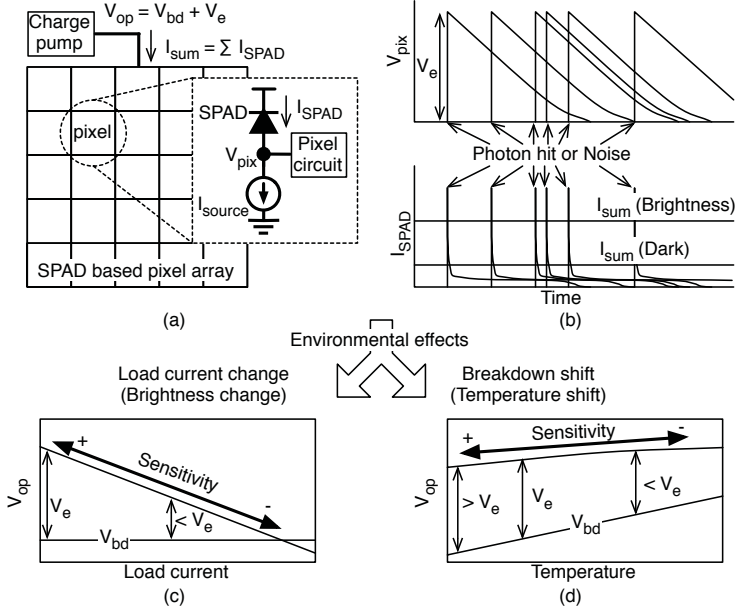 Charge
pump
V_op = V_bd + V_e
I_sum = ∑ I_SPAD
pixel
SPAD
I_SPAD
V_pix
Pixel
circuit
I_source
SPAD based pixel array
(a)
V_pix
V_e
Photon hit or Noise
I_SPAD
I_sum (Brightness)
I_sum (Dark)
Time
(b)
Environmental effects
Load current change
(Brightness change)
Breakdown shift
(Temperature shift)
V_op
+
Sensitivity
-
V_e
< V_e
V_bd
Load current
(c)
V_op
+
Sensitivity
-
> V_e
V_e
< V_e
V_bd
Temperature
(d)